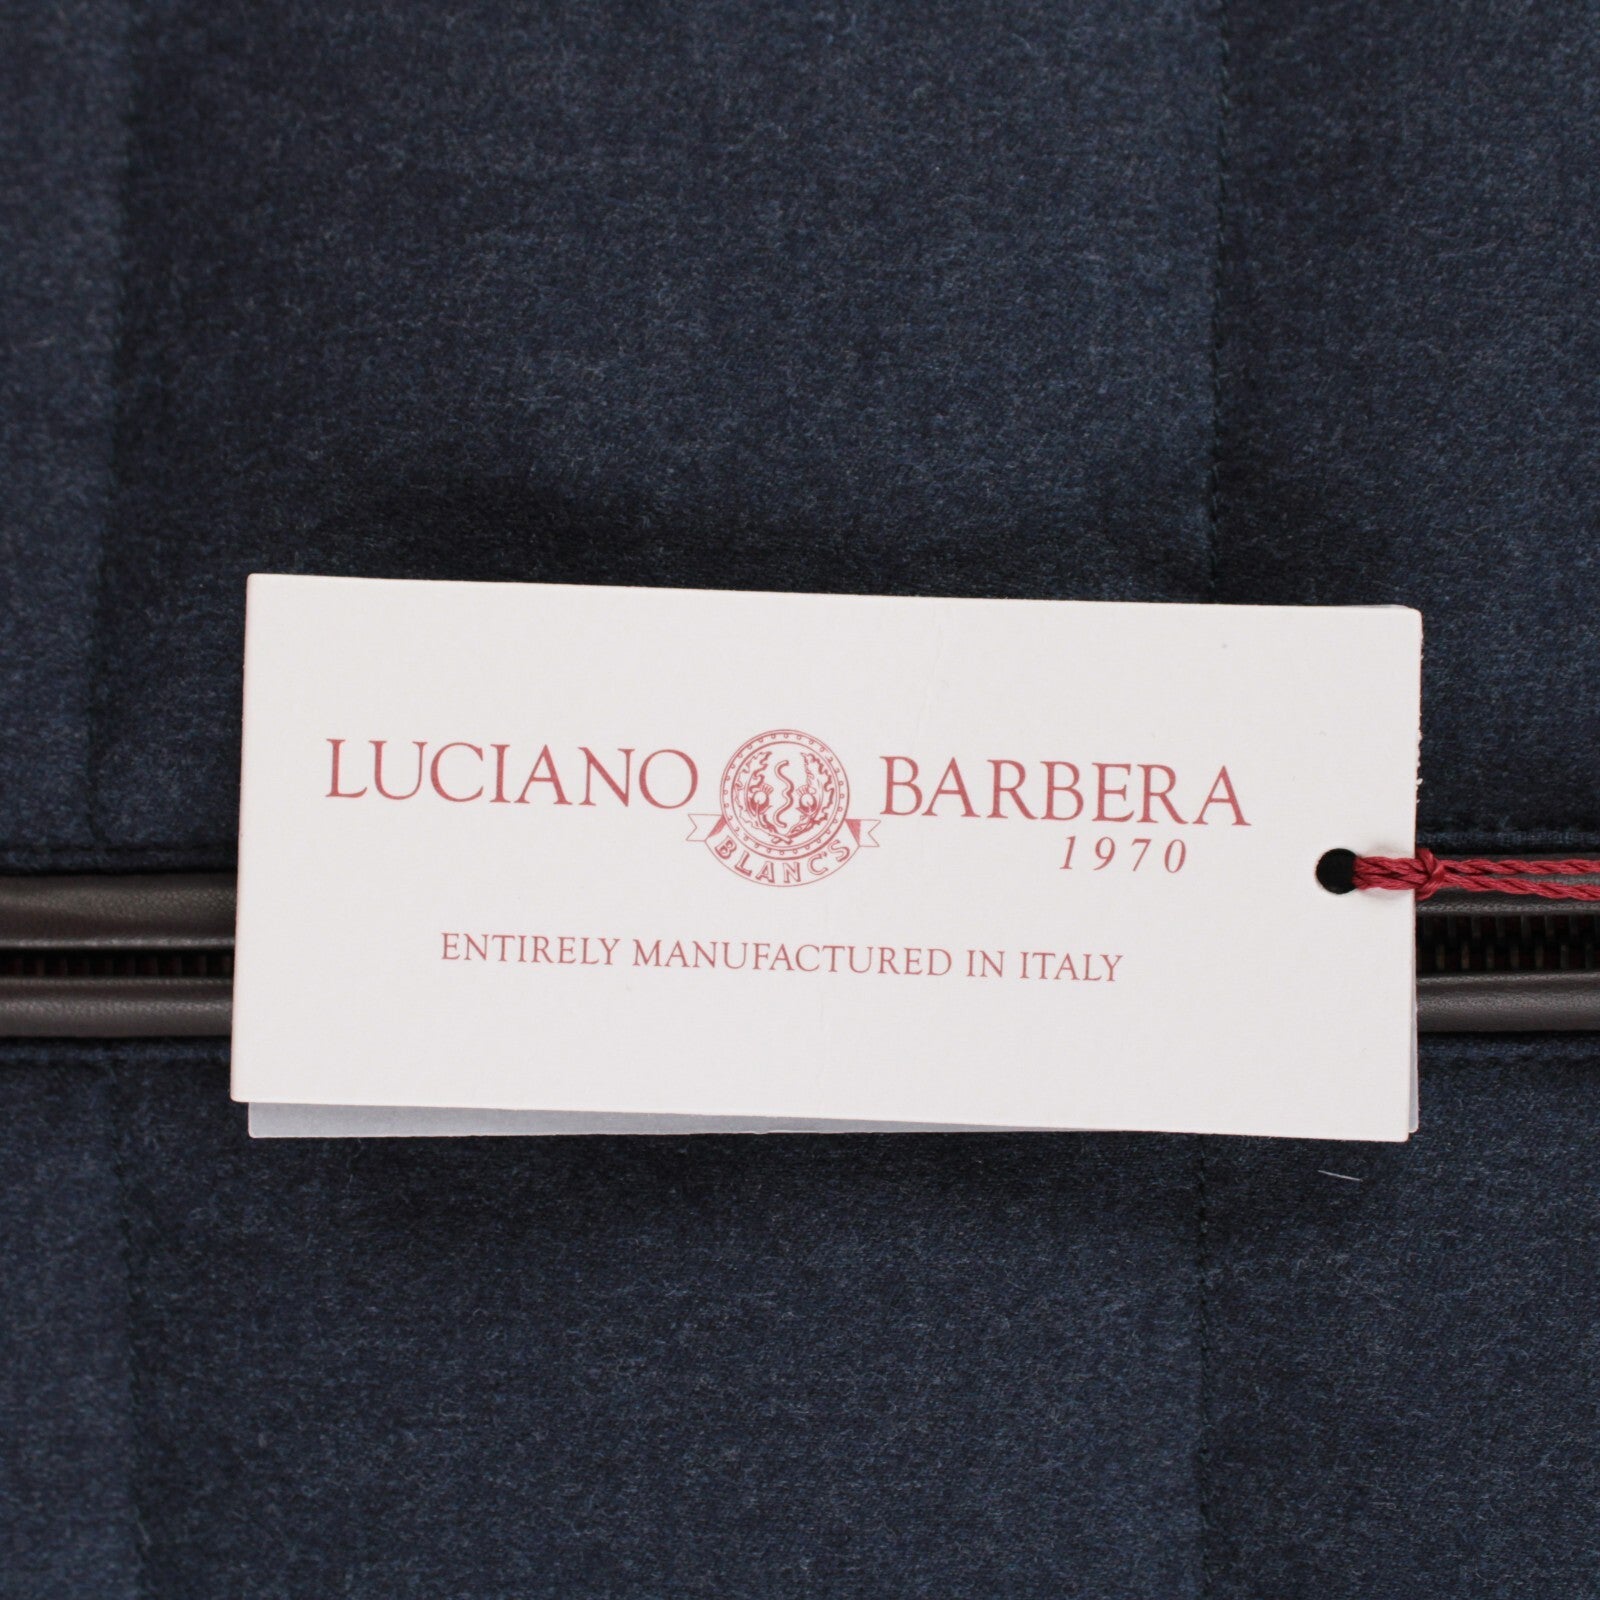 LUCIANO BARBERA
1970
BLANC'S
ENTIRELY MANUFACTURED IN ITALY